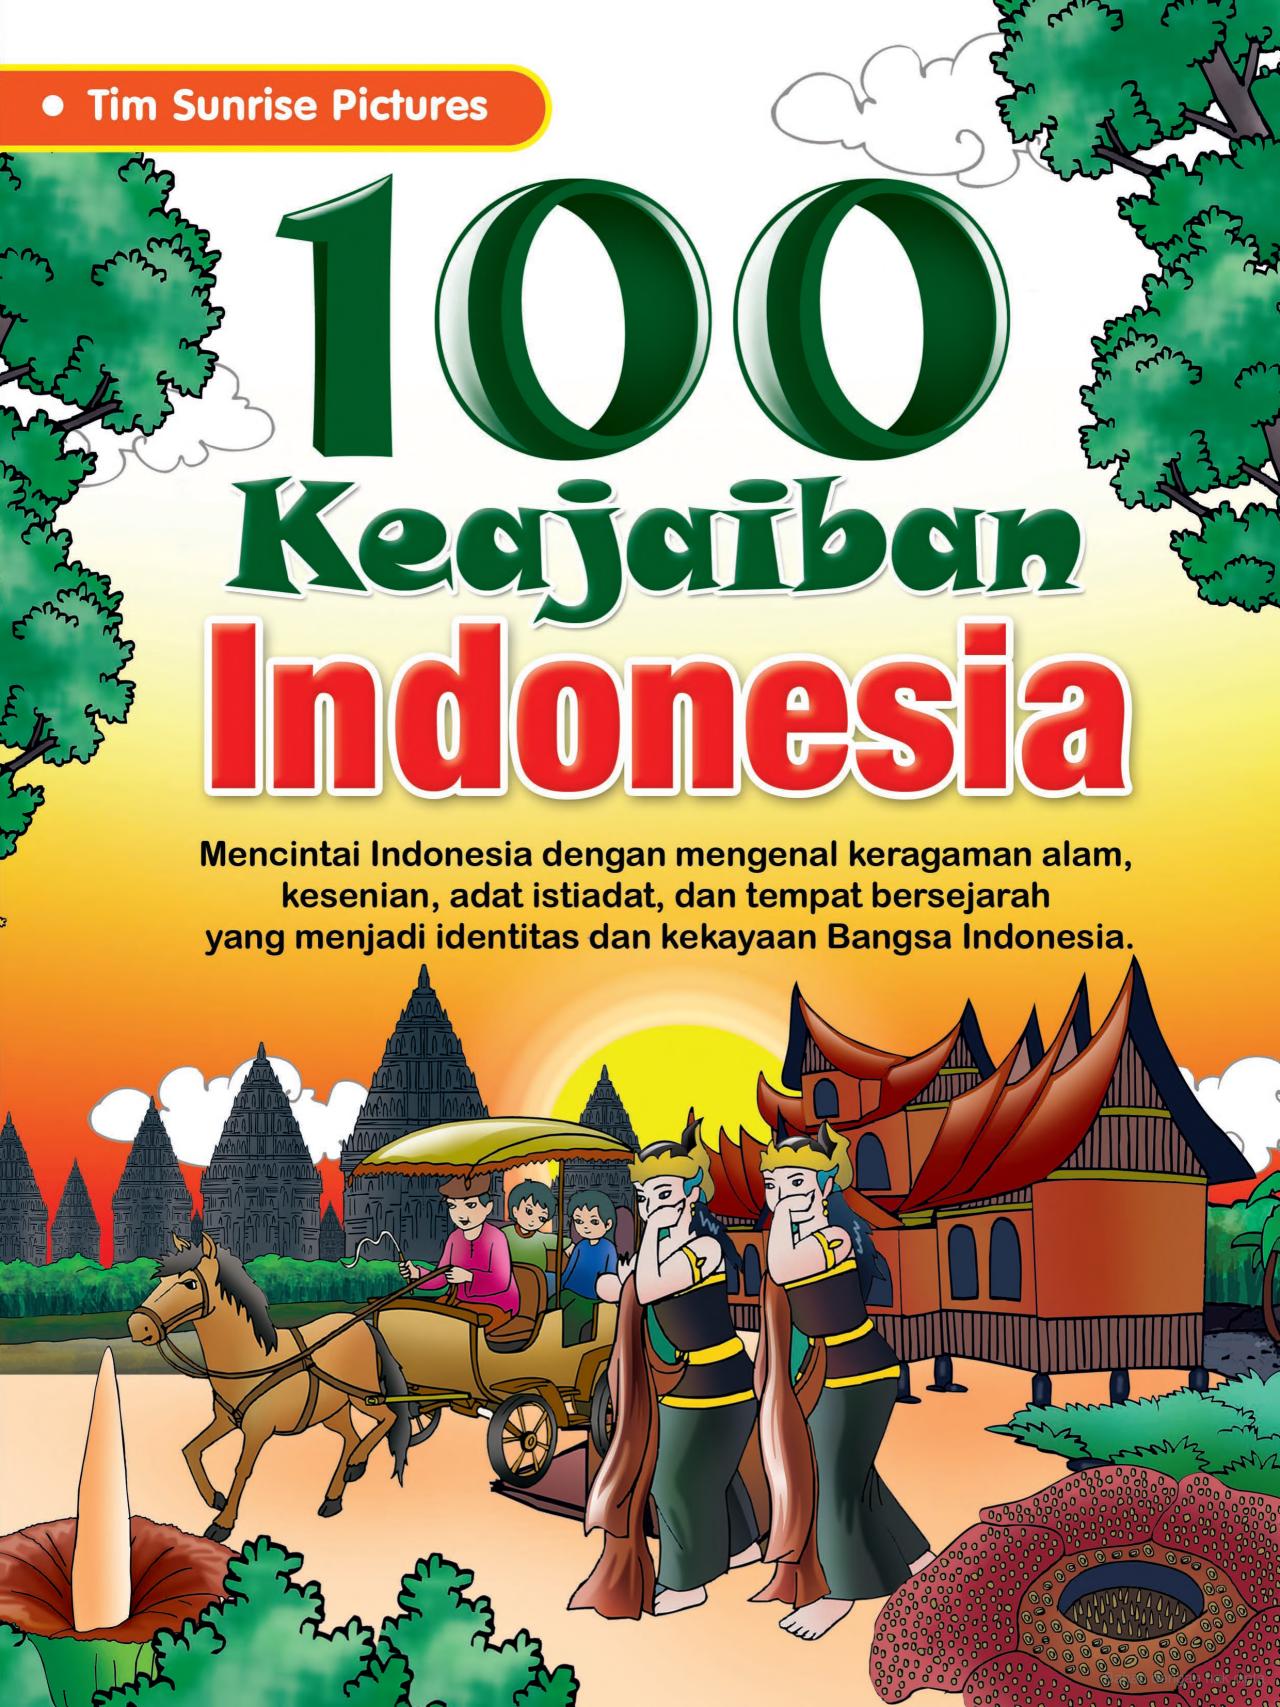 • Tim Sunrise Pictures
100
Keajaiban
Indonesia
Mencintai Indonesia dengan mengenal keragaman alam,
kesenian, adat istiadat, dan tempat bersejarah
yang menjadi identitas dan kekayaan Bangsa Indonesia.